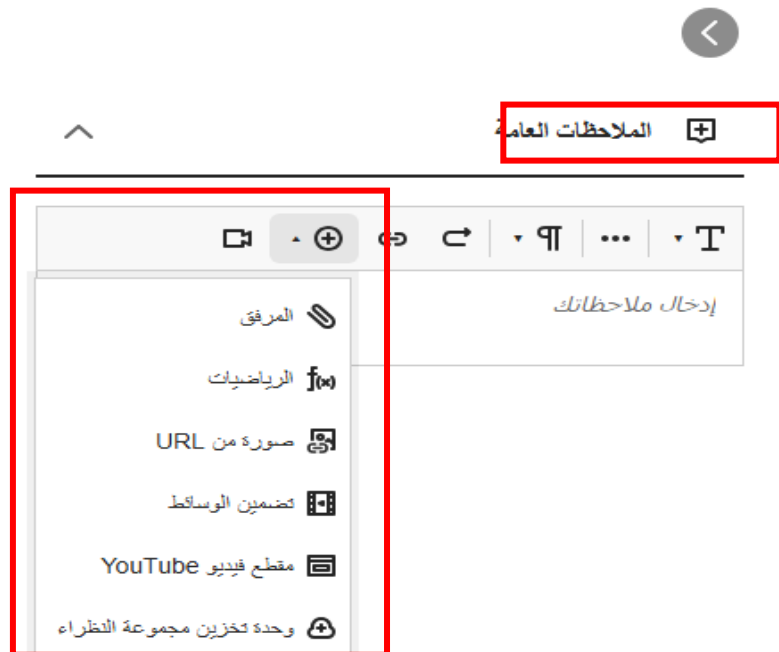 الملاحظات العامة
T ¶
إدخال ملاحظاتك
المرفق
f(x) الرياضيات
صورة من URL
تضمين الوسائط
مقطع فيديو YouTube
وحدة تخزين مجموعة النظراء